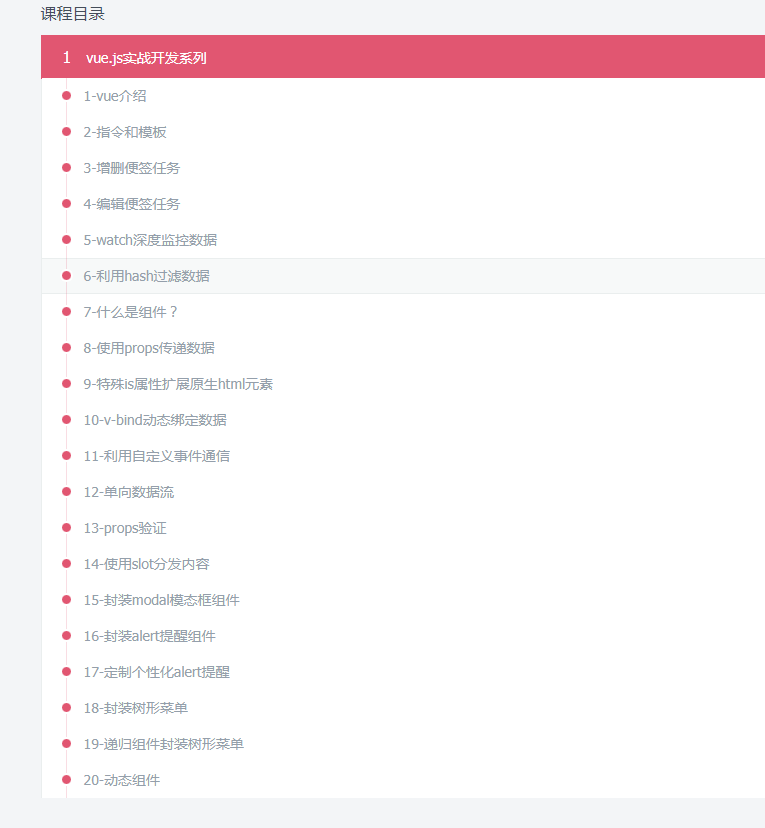 课程目录
1 vue.js实战开发系列
1-vue介绍
2-指令和模板
3-增删便签任务
4-编辑便签任务
5-watch深度监控数据
6-利用hash过滤数据
7-什么是组件？
8-使用props传递数据
9-特殊is属性扩展原生html元素
10-v-bind动态绑定数据
11-利用自定义事件通信
12-单向数据流
13-props验证
14-使用slot分发内容
15-封装modal模态框组件
16-封装alert提醒组件
17-定制个性化alert提醒
18-封装树形菜单
19-递归组件封装树形菜单
20-动态组件